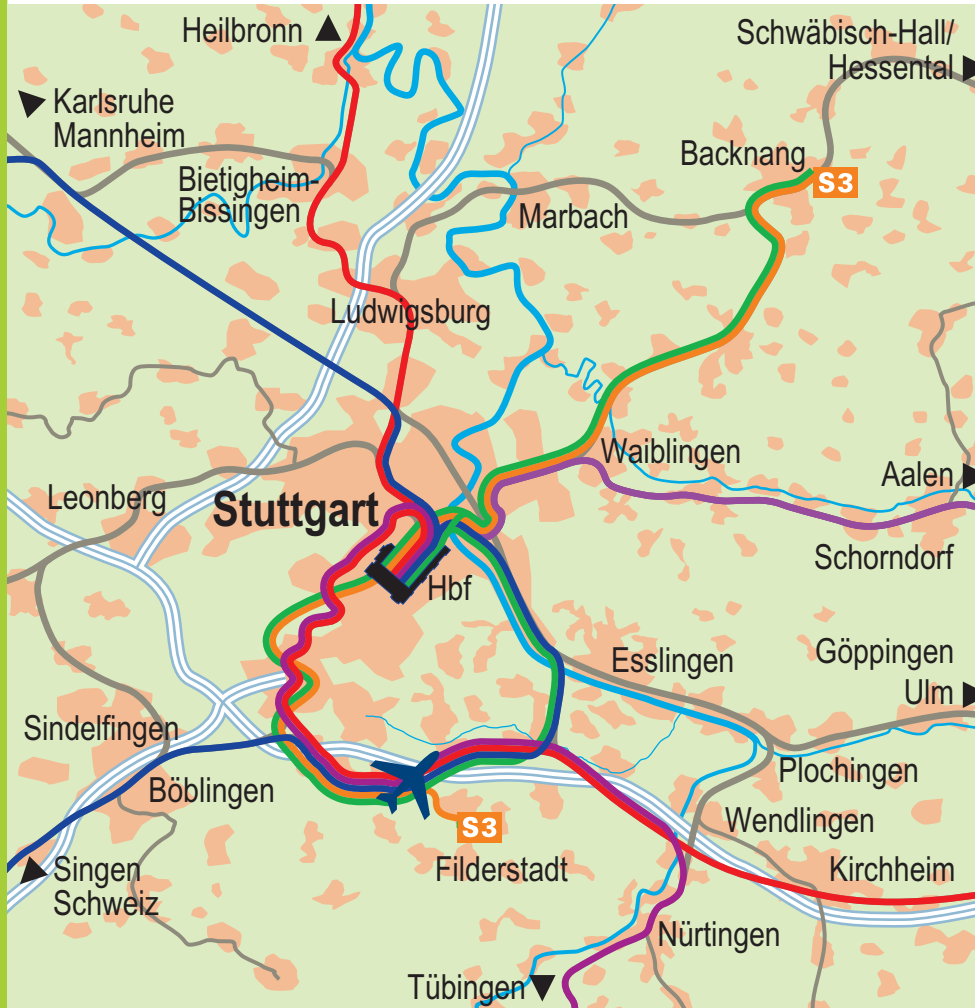 Heilbronn
Schwäbisch-Hall/
Hessental
Karlsruhe
Mannheim
Backnang
S3
Bietigheim-
Bissingen
Marbach
Ludwigsburg
Waiblingen
Aalen
Leonberg
Stuttgart
Schorndorf
Hbf
Esslingen
Göppingen
Ulm
Sindelfingen
Plochingen
Böblingen
Wendlingen
S3
Singen
Schweiz
Filderstadt
Kirchheim
Nürtingen
Tübingen